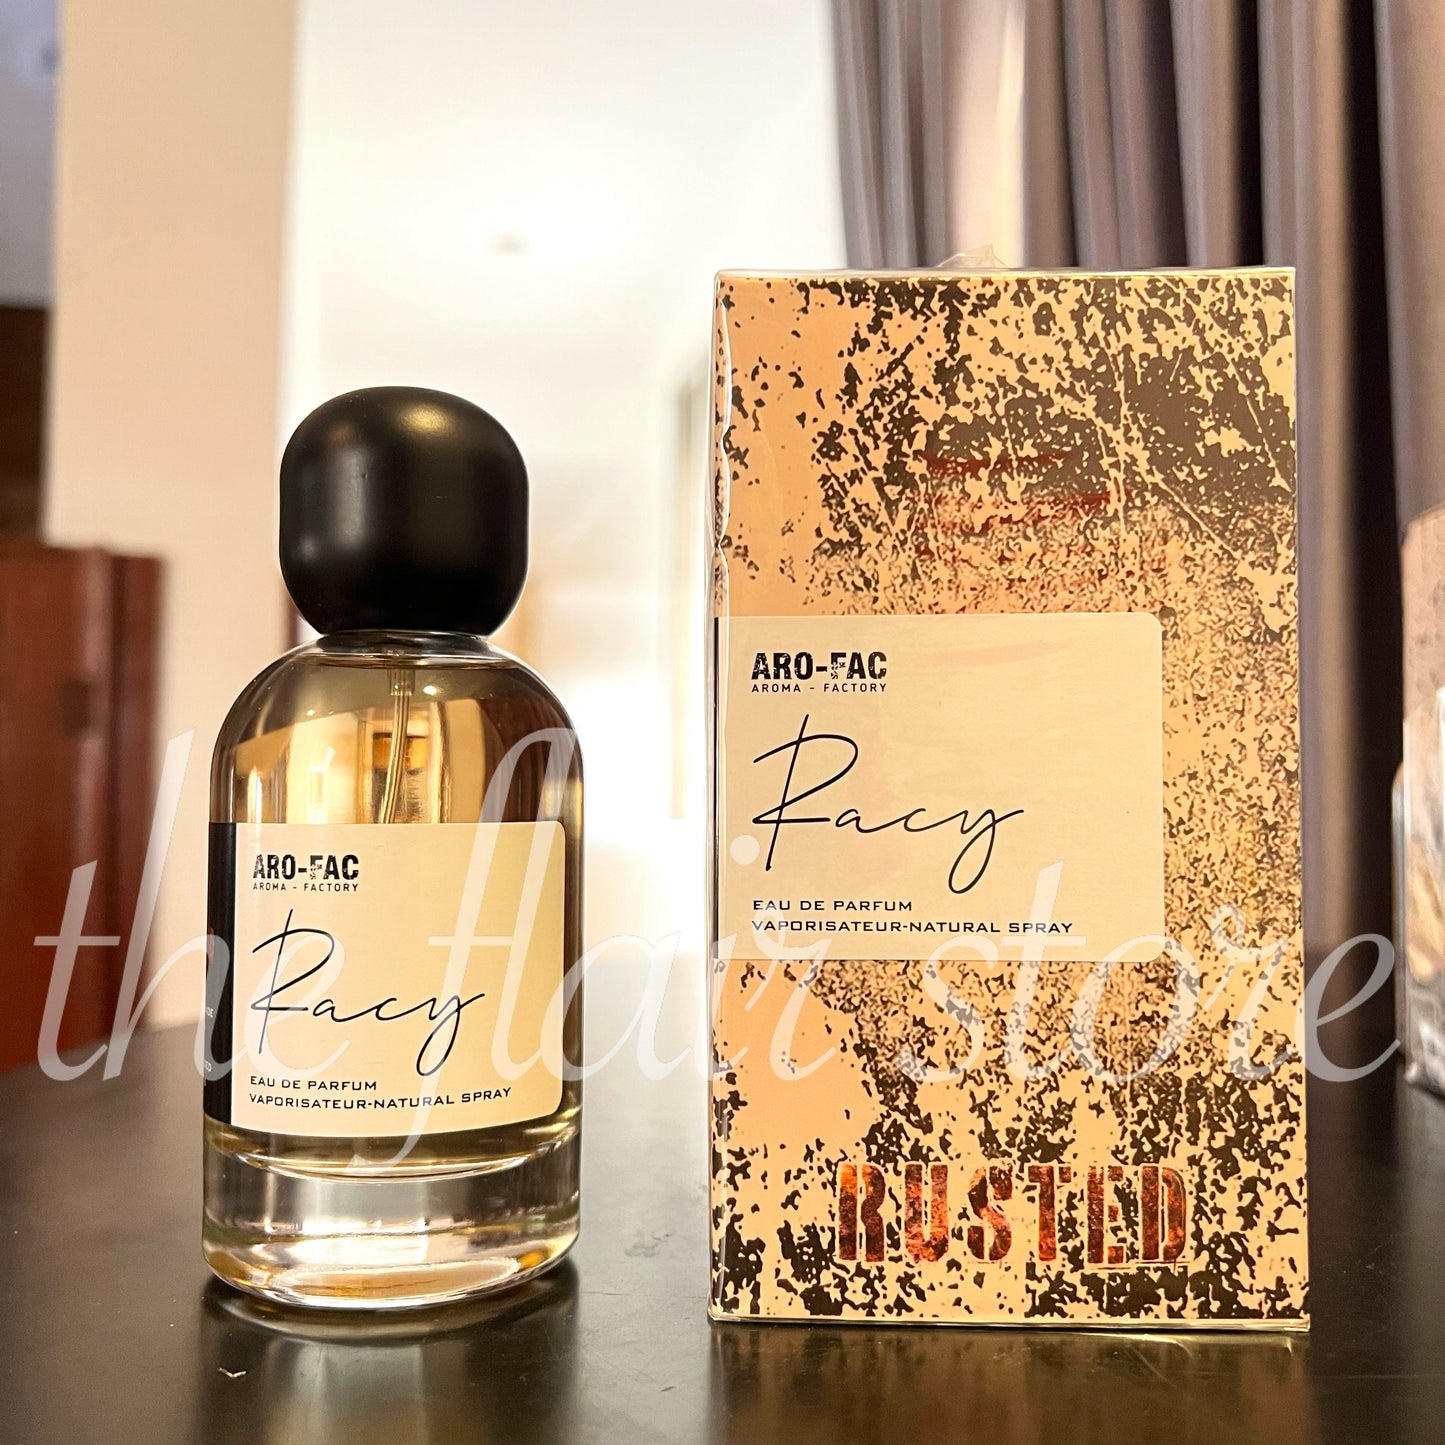 ARO-FAC
AROMA - FACTORY
Racy
EAU DE PARFUM
VAPORISATEUR-NATURAL SPRAY
ARO-FAC
AROMA - FACTORY
Racy
EAU DE PARFUM
VAPORISATEUR-NATURAL SPRAY
RUSTED
the flair store